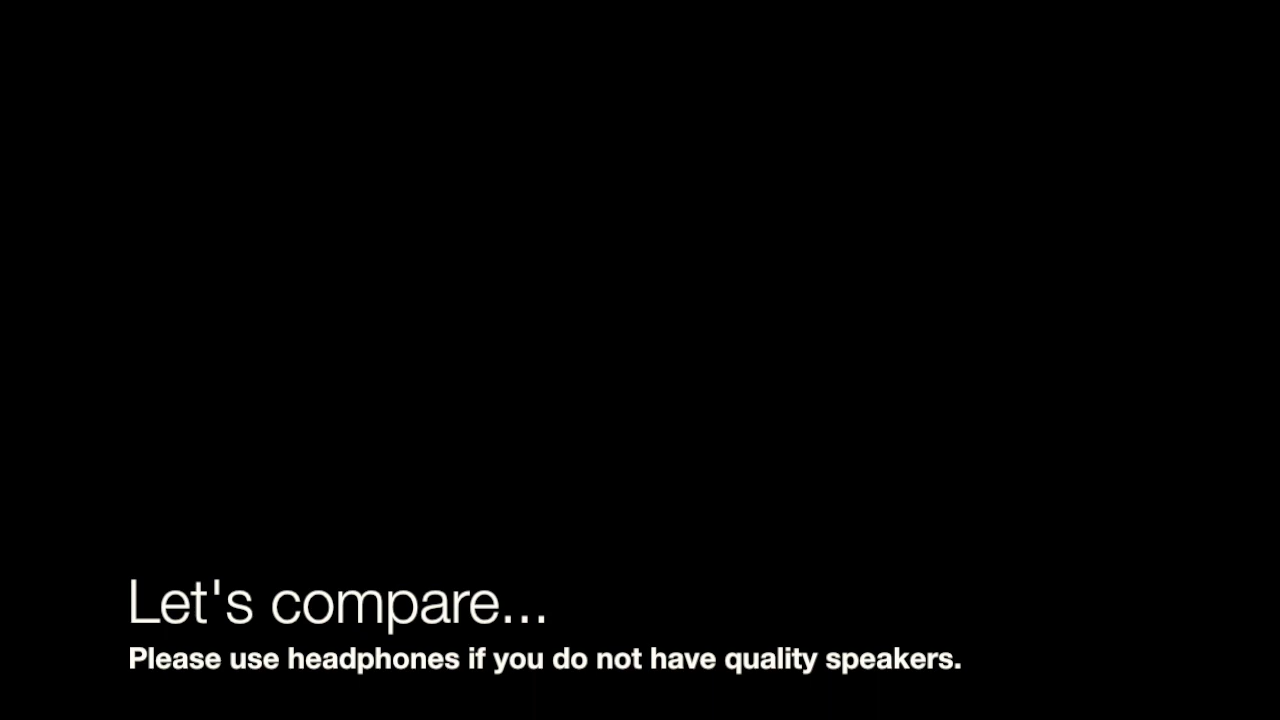 Let's compare...
Please use headphones if you do not have quality speakers.